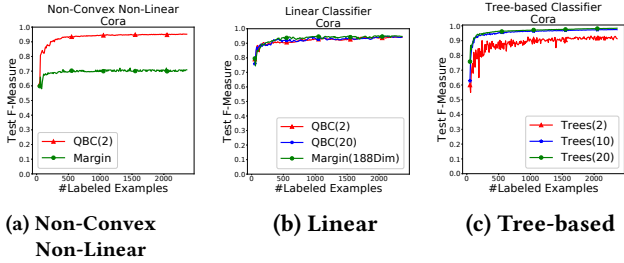 Non-Convex Non-Linear
Cora
Test F-Measure
1.0
0.9
0.8
0.7
0.6
0.5
0.4
0.3
0.2
0.1
0.0
QBC(2)
Margin
0 500 1000 1500 2000
#Labeled Examples
(a) Non-Convex
Non-Linear
Linear Classifier
Cora
Test F-Measure
1.0
0.9
0.8
0.7
0.6
0.5
0.4
0.3
0.2
0.1
0.0
QBC(2)
QBC(20)
Margin(188Dim)
0 500 1000 1500 2000
#Labeled Examples
(b) Linear
Tree-based Classifier
Cora
Test F-Measure
1.0
0.9
0.8
0.7
0.6
0.5
0.4
0.3
0.2
0.1
0.0
Trees(2)
Trees(10)
Trees(20)
0 500 1000 1500 2000
#Labeled Examples
(c) Tree-based